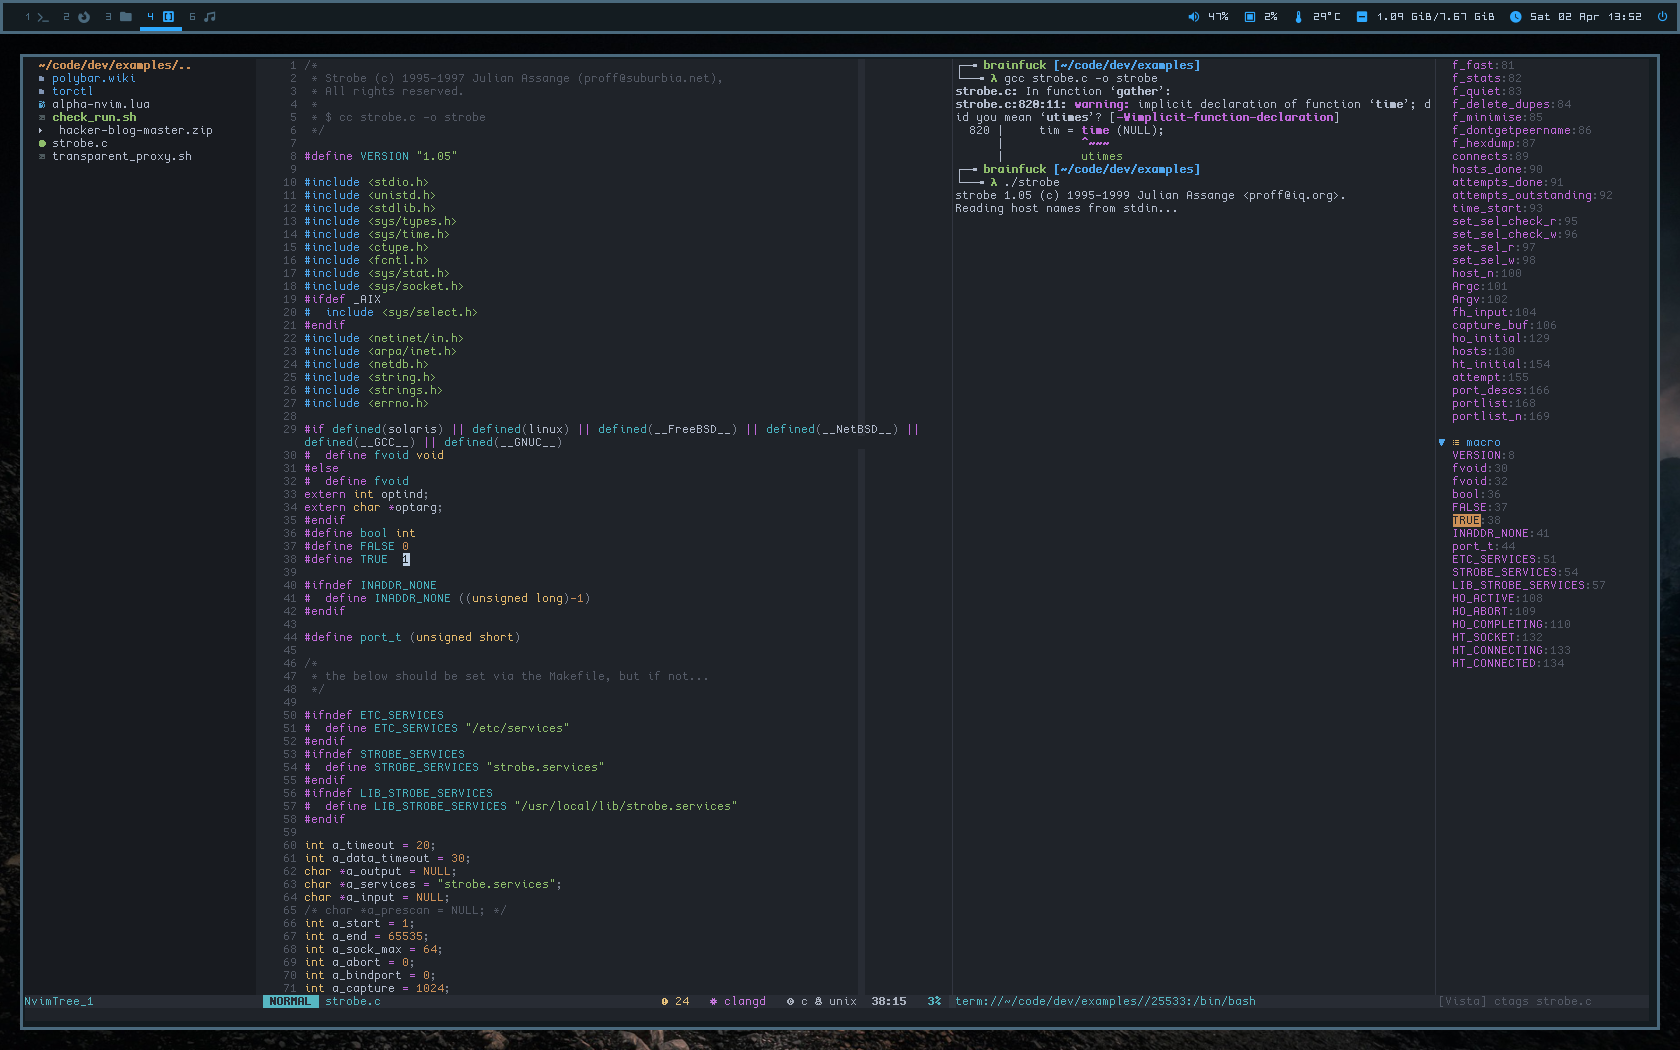 1 2 3 4 6
47% 2% 29°C 1.09 GiB/7.67 GiB Sat 02 Apr 13:52
~/code/dev/examples/..
polybar.wiki
torctl
alpha-nvim.lua
check_run.sh
hacker-blog-master.zip
strobe.c
transparent_proxy.sh
NvimTree_1
1 /*
2  * Strobe (c) 1995-1997 Julian Assange (proff@suburbia.net),
3  * All rights reserved.
4  *
5  * $ cc strobe.c -o strobe
6  */
7
8 #define VERSION "1.05"
9
10 #include <stdio.h>
11 #include <unistd.h>
12 #include <stdlib.h>
13 #include <sys/types.h>
14 #include <sys/time.h>
15 #include <ctype.h>
16 #include <fcntl.h>
17 #include <sys/stat.h>
18 #include <sys/socket.h>
19 #ifdef _AIX
20 #  include <sys/select.h>
21 #endif
22 #include <netinet/in.h>
23 #include <arpa/inet.h>
24 #include <netdb.h>
25 #include <string.h>
26 #include <strings.h>
27 #include <errno.h>
28
29 #if defined(solaris) || defined(linux) || defined(__FreeBSD__) || defined(__NetBSD__) ||
defined(__GCC__) || defined(__GNUC__)
30 #  define fvoid void
31 #else
32 #  define fvoid
33 extern int optind;
34 extern char *optarg;
35 #endif
36 #define bool int
37 #define FALSE 0
38 #define TRUE  1
39
40 #ifndef INADDR_NONE
41 #  define INADDR_NONE ((unsigned long)-1)
42 #endif
43
44 #define port_t (unsigned short)
45
46 /*
47  * the below should be set via the Makefile, but if not...
48  */
49
50 #ifndef ETC_SERVICES
51 #  define ETC_SERVICES "/etc/services"
52 #endif
53 #ifndef STROBE_SERVICES
54 #  define STROBE_SERVICES "strobe.services"
55 #endif
56 #ifndef LIB_STROBE_SERVICES
57 #  define LIB_STROBE_SERVICES "/usr/local/lib/strobe.services"
58 #endif
59
60 int a_timeout = 20;
61 int a_data_timeout = 30;
62 char *a_output = NULL;
63 char *a_services = "strobe.services";
64 char *a_input = NULL;
65 /* char *a_prescan = NULL; */
66 int a_start = 1;
67 int a_end = 65535;
68 int a_sock_max = 64;
69 int a_abort = 0;
70 int a_bindport = 0;
71 int a_capture = 1024;
NORMAL strobe.c 24 clangd c unix 38:15 3%
brainfuck [~/code/dev/examples]
λ gcc strobe.c -o strobe
strobe.c: In function ‘gather’:
strobe.c:820:11: warning: implicit declaration of function ‘time’; d
id you mean ‘utimes’? [-Wimplicit-function-declaration]
820 |     tim = time (NULL);
|           ^~~~
|           utimes
brainfuck [~/code/dev/examples]
λ ./strobe
strobe 1.05 (c) 1995-1999 Julian Assange <proff@iq.org>.
Reading host names from stdin...
term://~/code/dev/examples//25533:/bin/bash
f_fast:81
f_stats:82
f_quiet:83
f_delete_dupes:84
f_minimise:85
f_dontgetpeername:86
f_hexdump:87
connects:89
hosts_done:90
attempts_done:91
attempts_outstanding:92
time_start:93
set_sel_check_r:95
set_sel_check_w:96
set_sel_r:97
set_sel_w:98
host_n:100
Argc:101
Argv:102
fh_input:104
capture_buf:106
ho_initial:129
hosts:130
ht_initial:154
attempt:155
port_descs:166
portlist:168
portlist_n:169
macro
VERSION:8
fvoid:30
fvoid:32
bool:36
FALSE:37
TRUE:38
INADDR_NONE:41
port_t:44
ETC_SERVICES:51
STROBE_SERVICES:54
LIB_STROBE_SERVICES:57
HO_ACTIVE:108
HO_ABORT:109
HO_COMPLETING:110
HT_SOCKET:132
HT_CONNECTING:133
HT_CONNECTED:134
[Vista] ctags strobe.c